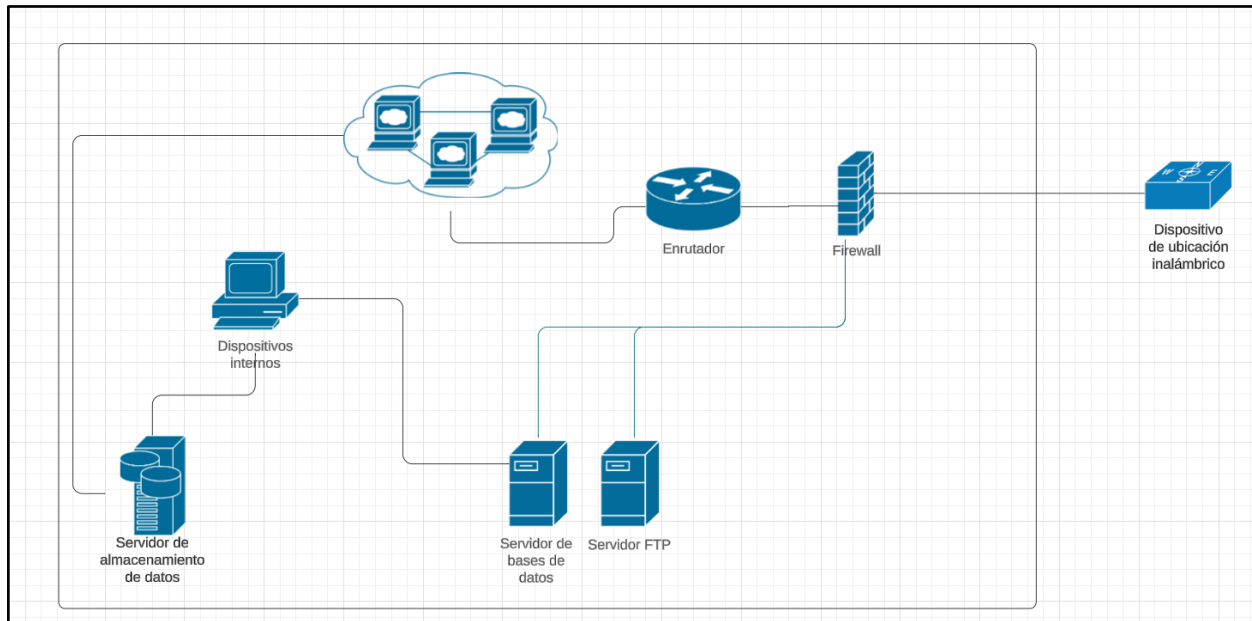 Enrutador
Firewall
Dispositivo
de ubicación
inalámbrico
Dispositivos
internos
Servidor de
almacenamiento
de datos
Servidor de
bases de
datos
Servidor FTP
W
E